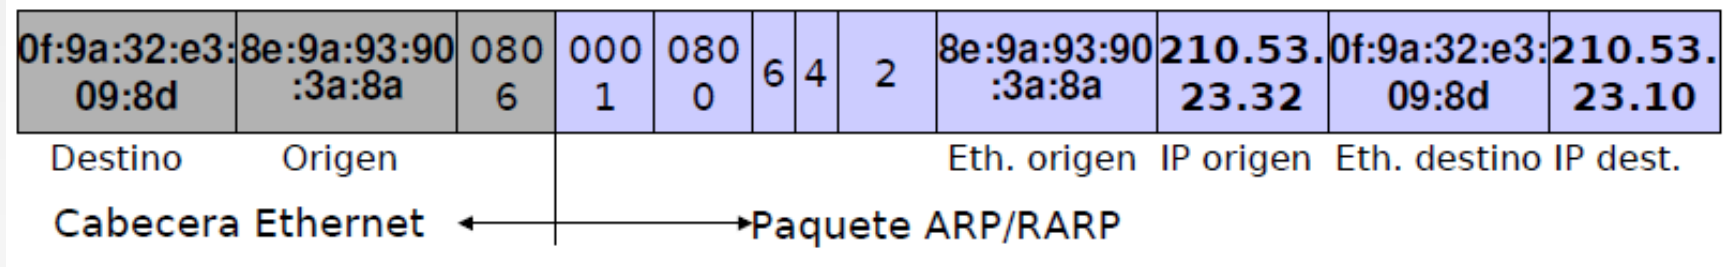 0f:9a:32:e3:
09:8d
8e:9a:93:90
:3a:8a
080
6
000
1
080
0
6
4
2
8e:9a:93:90
:3a:8a
210.53.
23.32
0f:9a:32:e3:
09:8d
210.53.
23.10
Destino
Origen
Eth. origen
IP origen
Eth. destino
IP dest.
Cabecera Ethernet
Paquete ARP/RARP